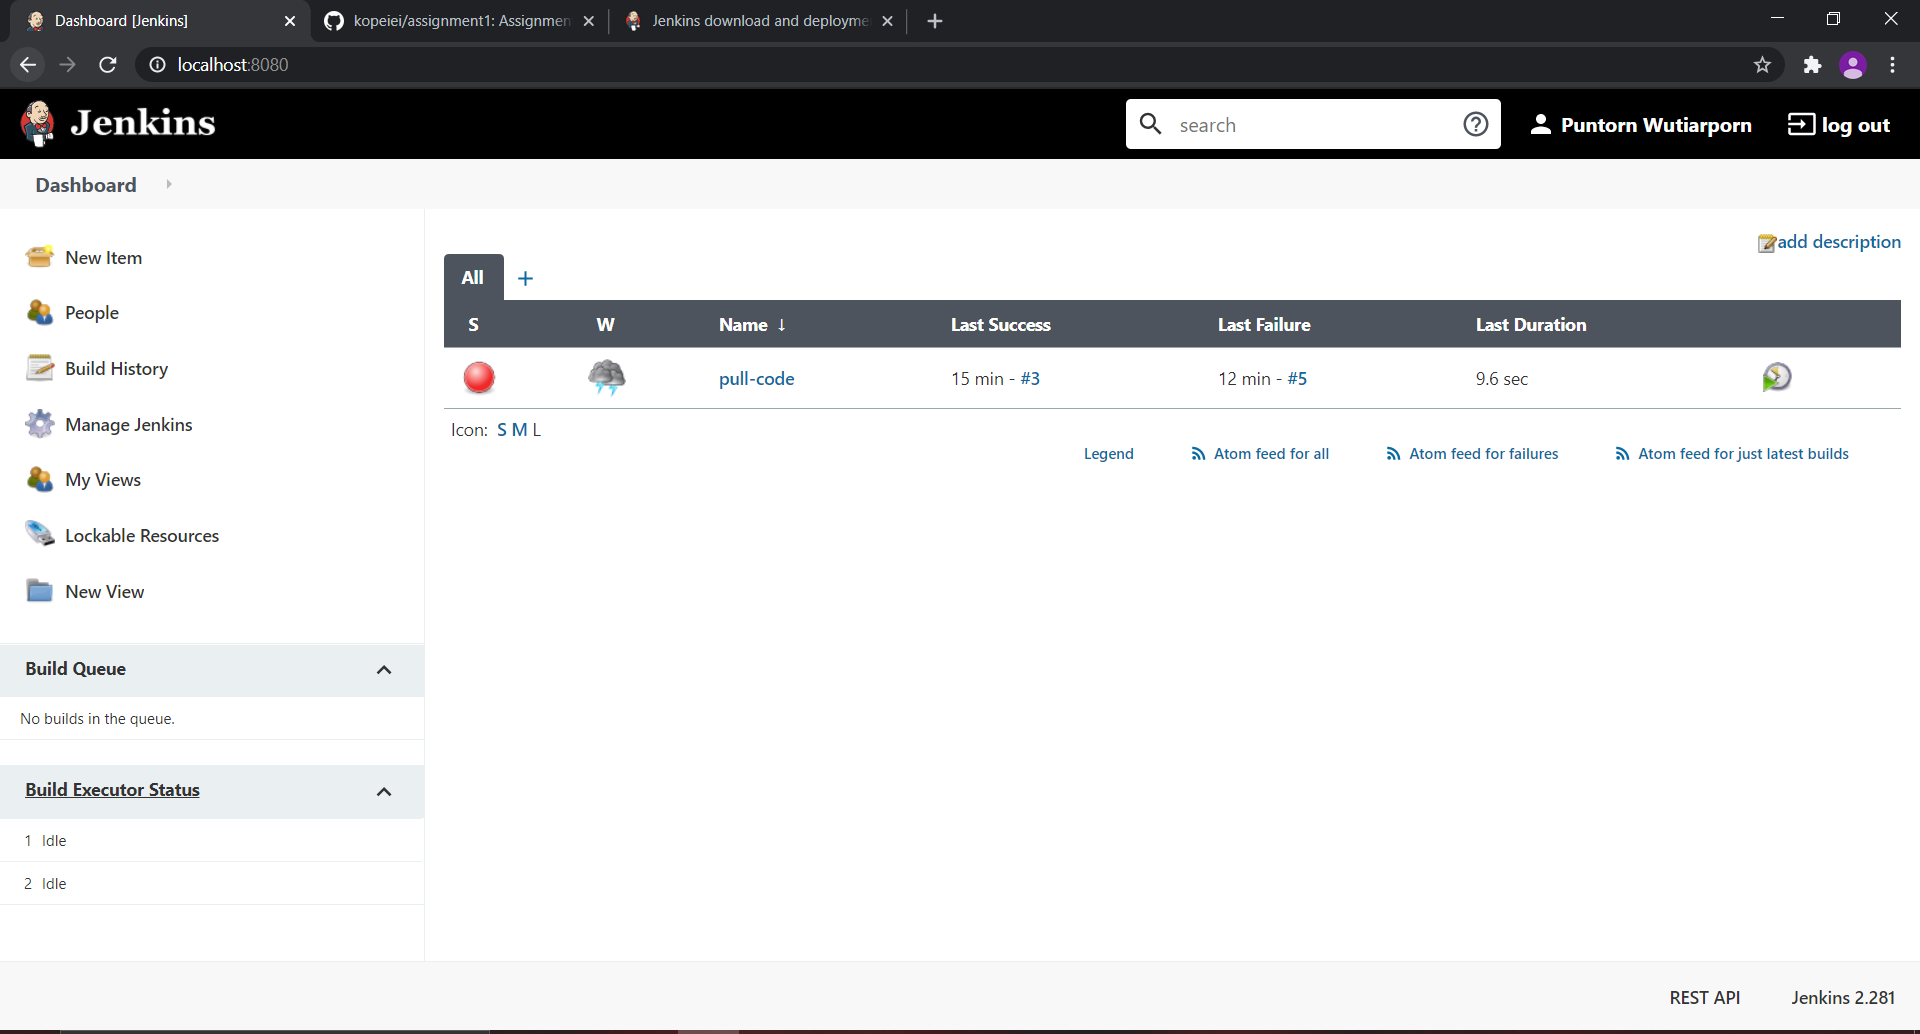 Dashboard [Jenkins]
kopeiei/assignment1: Assignmen
Jenkins download and deployme
localhost:8080
Jenkins
search
Puntorn Wutiarporn
log out
Dashboard
New Item
People
Build History
Manage Jenkins
My Views
Lockable Resources
New View
Build Queue
No builds in the queue.
Build Executor Status
1 Idle
2 Idle
add description
All +
S W Name ↓ Last Success Last Failure Last Duration
pull-code 15 min - #3 12 min - #5 9.6 sec
Icon: S M L
Legend Atom feed for all Atom feed for failures Atom feed for just latest builds
REST API Jenkins 2.281